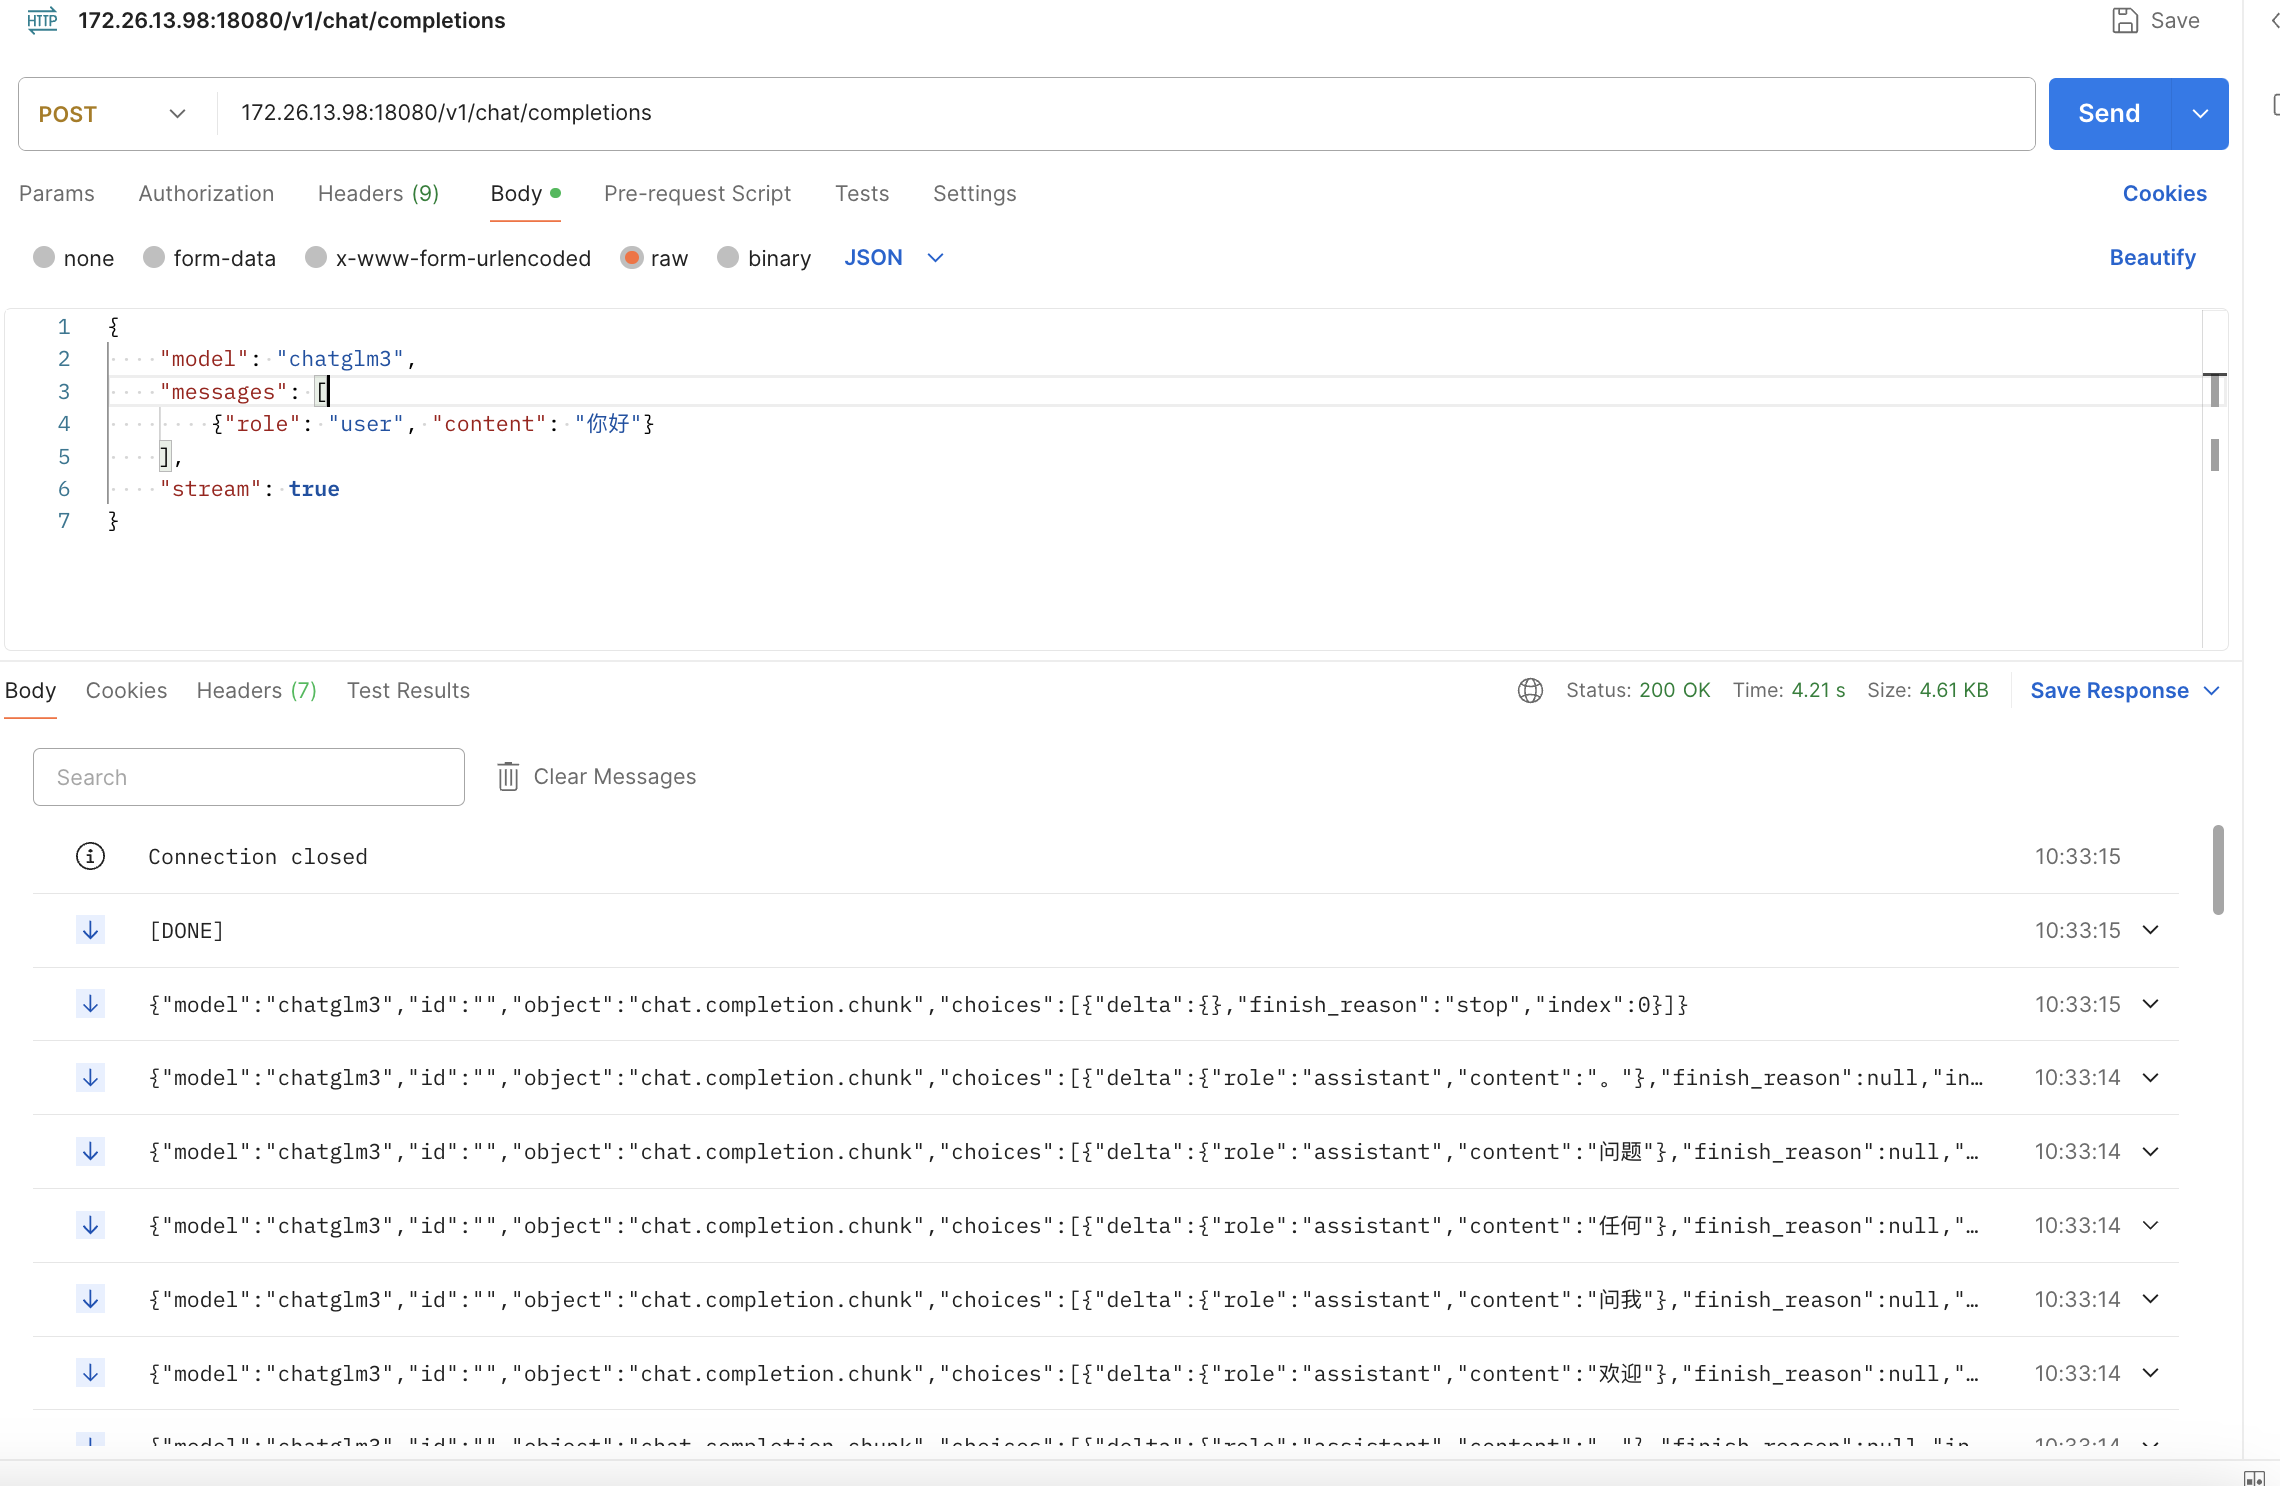 HTTP 172.26.13.98:18080/v1/chat/completions Save
POST 172.26.13.98:18080/v1/chat/completions Send
Params Authorization Headers (9) Body Pre-request Script Tests Settings Cookies
none form-data x-www-form-urlencoded raw binary JSON Beautify
1 {
2 "model": "chatglm3",
3 "messages": [
4 {"role": "user", "content": "你好"}
5 ],
6 "stream": true
7 }
Body Cookies Headers (7) Test Results Status: 200 OK Time: 4.21 s Size: 4.61 KB Save Response
Search Clear Messages
Connection closed 10:33:15
[DONE] 10:33:15
{"model":"chatglm3","id":"","object":"chat.completion.chunk","choices":[{"delta":{},"finish_reason":"stop","index":0}]} 10:33:15
{"model":"chatglm3","id":"","object":"chat.completion.chunk","choices":[{"delta":{"role":"assistant","content":"。"},"finish_reason":null,"in… 10:33:14
{"model":"chatglm3","id":"","object":"chat.completion.chunk","choices":[{"delta":{"role":"assistant","content":"问题"},"finish_reason":null,"… 10:33:14
{"model":"chatglm3","id":"","object":"chat.completion.chunk","choices":[{"delta":{"role":"assistant","content":"任何"},"finish_reason":null,"… 10:33:14
{"model":"chatglm3","id":"","object":"chat.completion.chunk","choices":[{"delta":{"role":"assistant","content":"问我"},"finish_reason":null,"… 10:33:14
{"model":"chatglm3","id":"","object":"chat.completion.chunk","choices":[{"delta":{"role":"assistant","content":"欢迎"},"finish_reason":null,"… 10:33:14